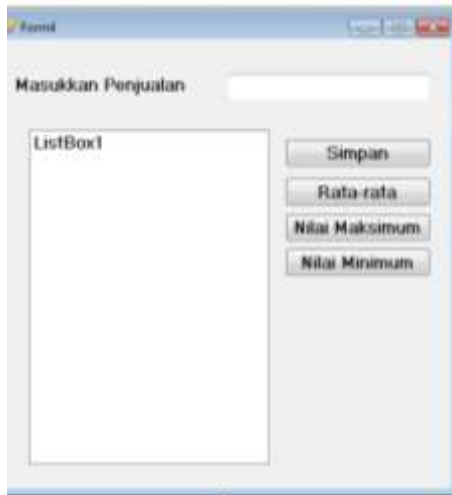 Form1
Masukkan Penjualan
ListBox1
Simpan
Rata-rata
Nilai Maksimum
Nilai Minimum